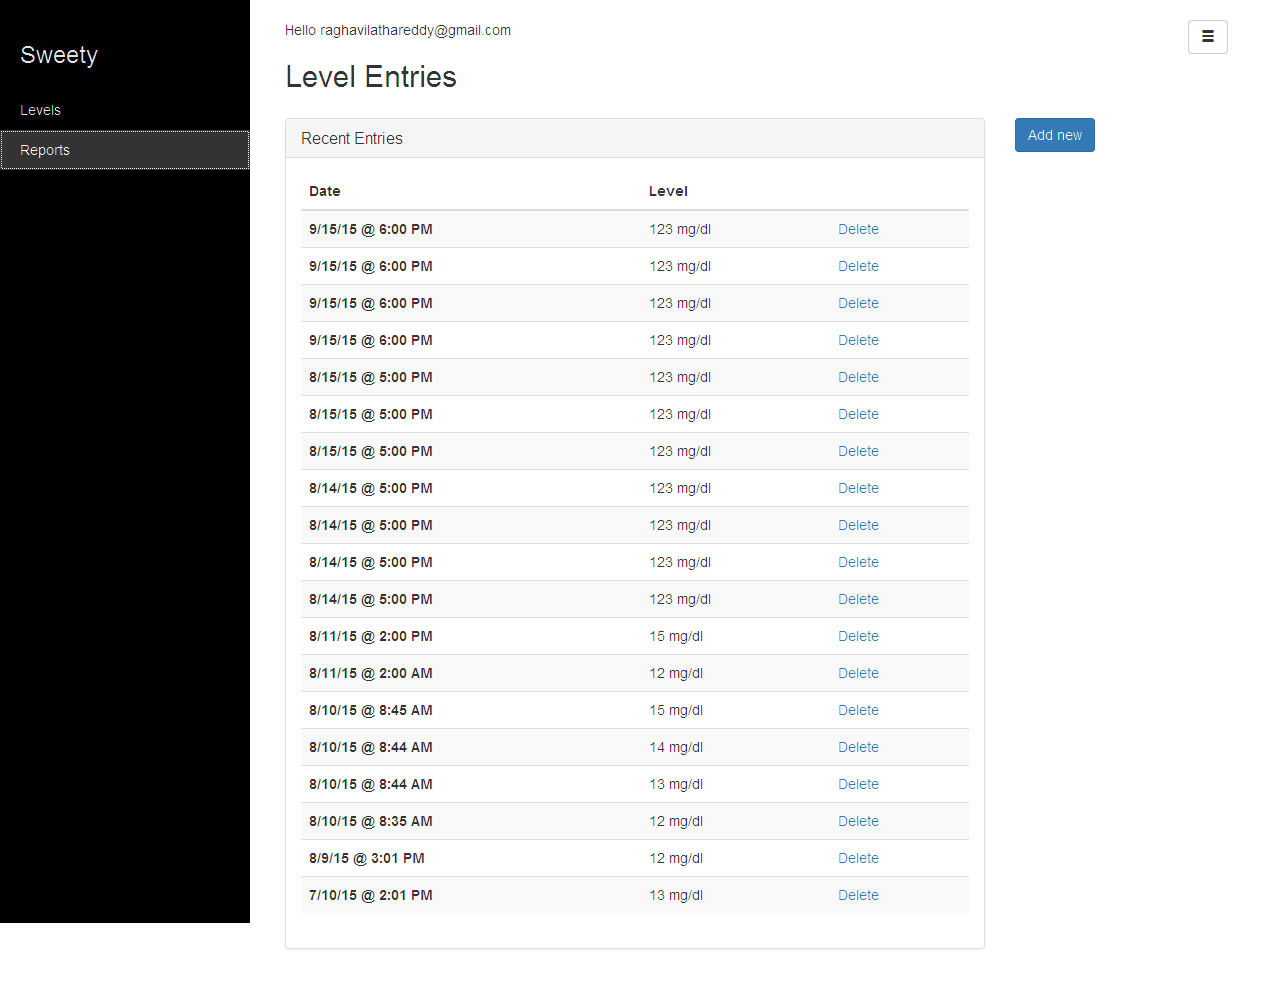 Sweety
Levels
Reports
Hello raghavilathareddy@gmail.com
Level Entries
Recent Entries
Add new
Date Level
9/15/15 @ 6:00 PM 123 mg/dl Delete
9/15/15 @ 6:00 PM 123 mg/dl Delete
9/15/15 @ 6:00 PM 123 mg/dl Delete
9/15/15 @ 6:00 PM 123 mg/dl Delete
8/15/15 @ 5:00 PM 123 mg/dl Delete
8/15/15 @ 5:00 PM 123 mg/dl Delete
8/15/15 @ 5:00 PM 123 mg/dl Delete
8/14/15 @ 5:00 PM 123 mg/dl Delete
8/14/15 @ 5:00 PM 123 mg/dl Delete
8/14/15 @ 5:00 PM 123 mg/dl Delete
8/14/15 @ 5:00 PM 123 mg/dl Delete
8/11/15 @ 2:00 PM 15 mg/dl Delete
8/11/15 @ 2:00 AM 12 mg/dl Delete
8/10/15 @ 8:45 AM 15 mg/dl Delete
8/10/15 @ 8:44 AM 14 mg/dl Delete
8/10/15 @ 8:44 AM 13 mg/dl Delete
8/10/15 @ 8:35 AM 12 mg/dl Delete
8/9/15 @ 3:01 PM 12 mg/dl Delete
7/10/15 @ 2:01 PM 13 mg/dl Delete